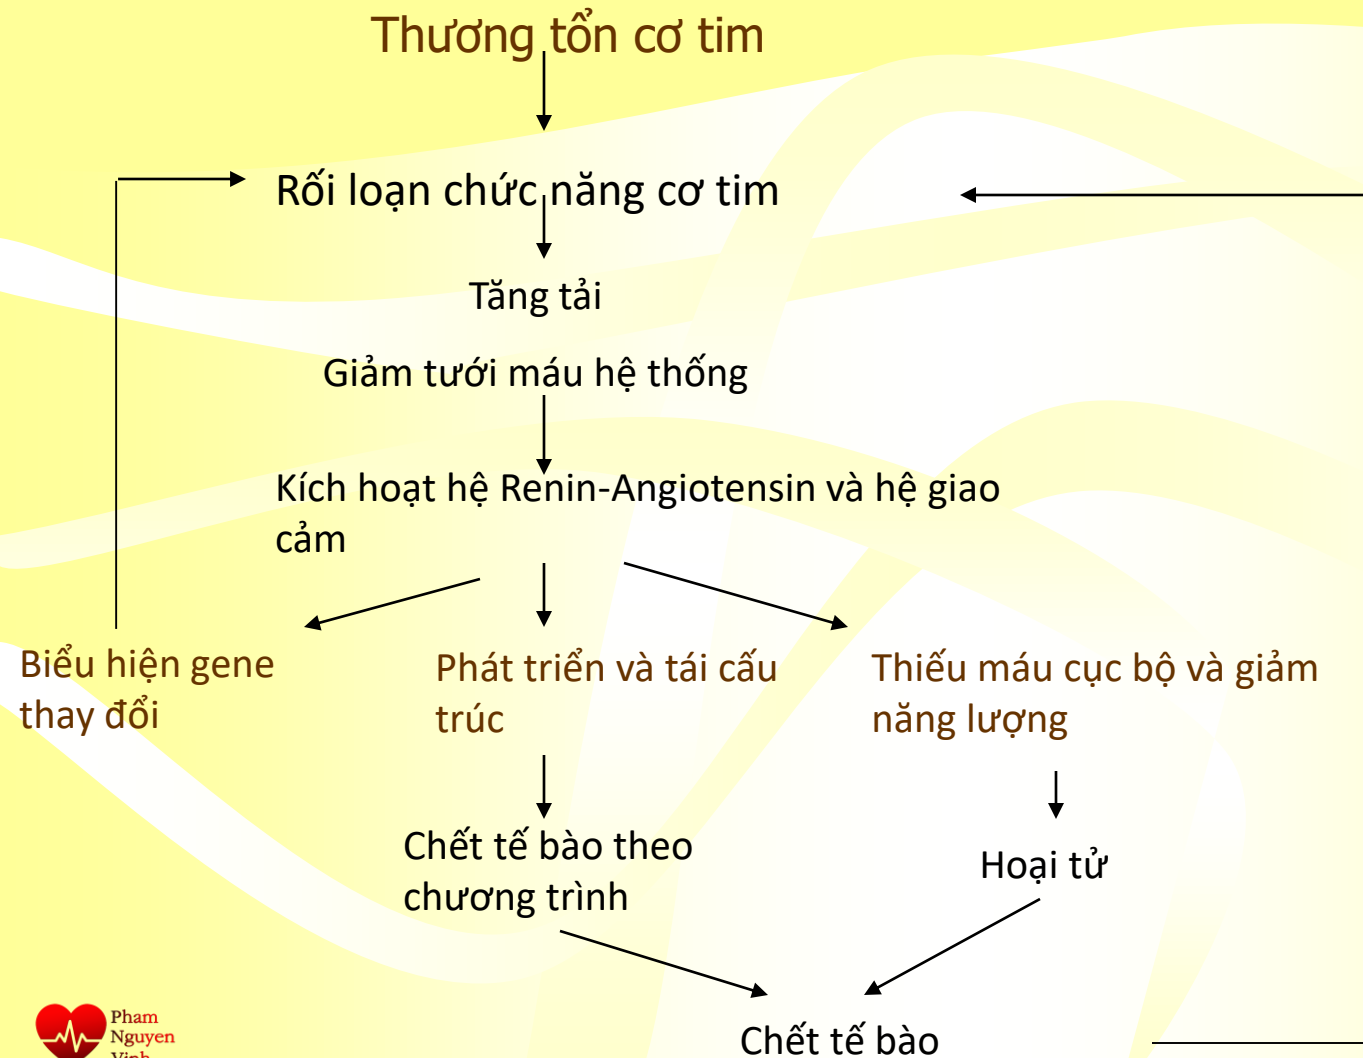 Thương tổn cơ tim
Rối loạn chức năng cơ tim
Tăng tải
Giảm tưới máu hệ thống
Kích hoạt hệ Renin-Angiotensin và hệ giao
cảm
Biểu hiện gene
thay đổi
Phát triển và tái cấu
trúc
Thiếu máu cục bộ và giảm
năng lượng
Chết tế bào theo
chương trình
Hoại tử
Chết tế bào
Pham
Nguyen
Vinh